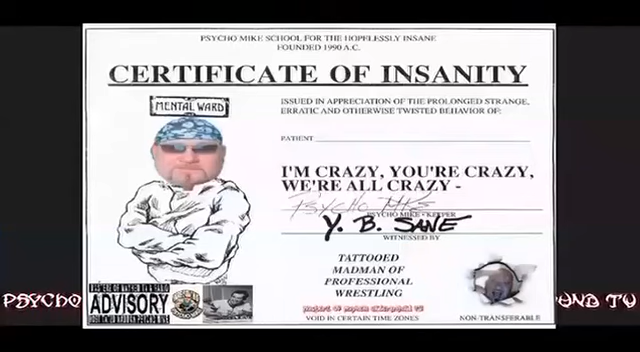 PSYCHO MIKE SCHOOL FOR THE HOPELESSLY INSANE
FOUNDED 1990 A.C.
CERTIFICATE OF INSANITY
MENTAL WARD
ISSUED IN APPRECIATION OF THE PROLONGED STRANGE,
ERRATIC AND OTHERWISE TWISTED BEHAVIOR OF:
PATIENT
I'M CRAZY, YOU'RE CRAZY,
WE'RE ALL CRAZY -
PSYCHO MIKE
PSYCHO MIKE • KEEPER
Y. B. SANE
WITNESSED BY
TATTOOED
MADMAN OF
PROFESSIONAL
WRESTLING
VOID IN CERTAIN TIME ZONES
NON-TRANSFERABLE
ADVISORY
PSYCHO
UND TV